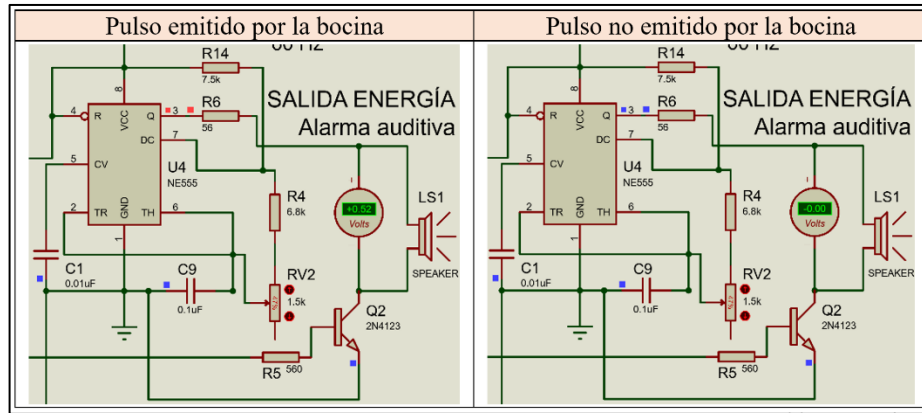 Pulso emitido por la bocina
R14
7.5k
SALIDA ENERGÍA
Alarma auditiva
8
4
R
VCC
Q
3
R6
56
DC
7
5
CV
U4
NE555
R4
6.8k
+0.52
Volts
LS1
SPEAKER
2
TR
GND
TH
6
1
C1
0.01uF
C9
0.1uF
RV2
1.5k
47%
Q2
2N4123
R5
560
Pulso no emitido por la bocina
R14
7.5k
SALIDA ENERGÍA
Alarma auditiva
8
4
R
VCC
Q
3
R6
56
DC
7
5
CV
U4
NE555
R4
6.8k
-0.00
Volts
LS1
SPEAKER
2
TR
GND
TH
6
1
C1
0.01uF
C9
0.1uF
RV2
1.5k
47%
Q2
2N4123
R5
560